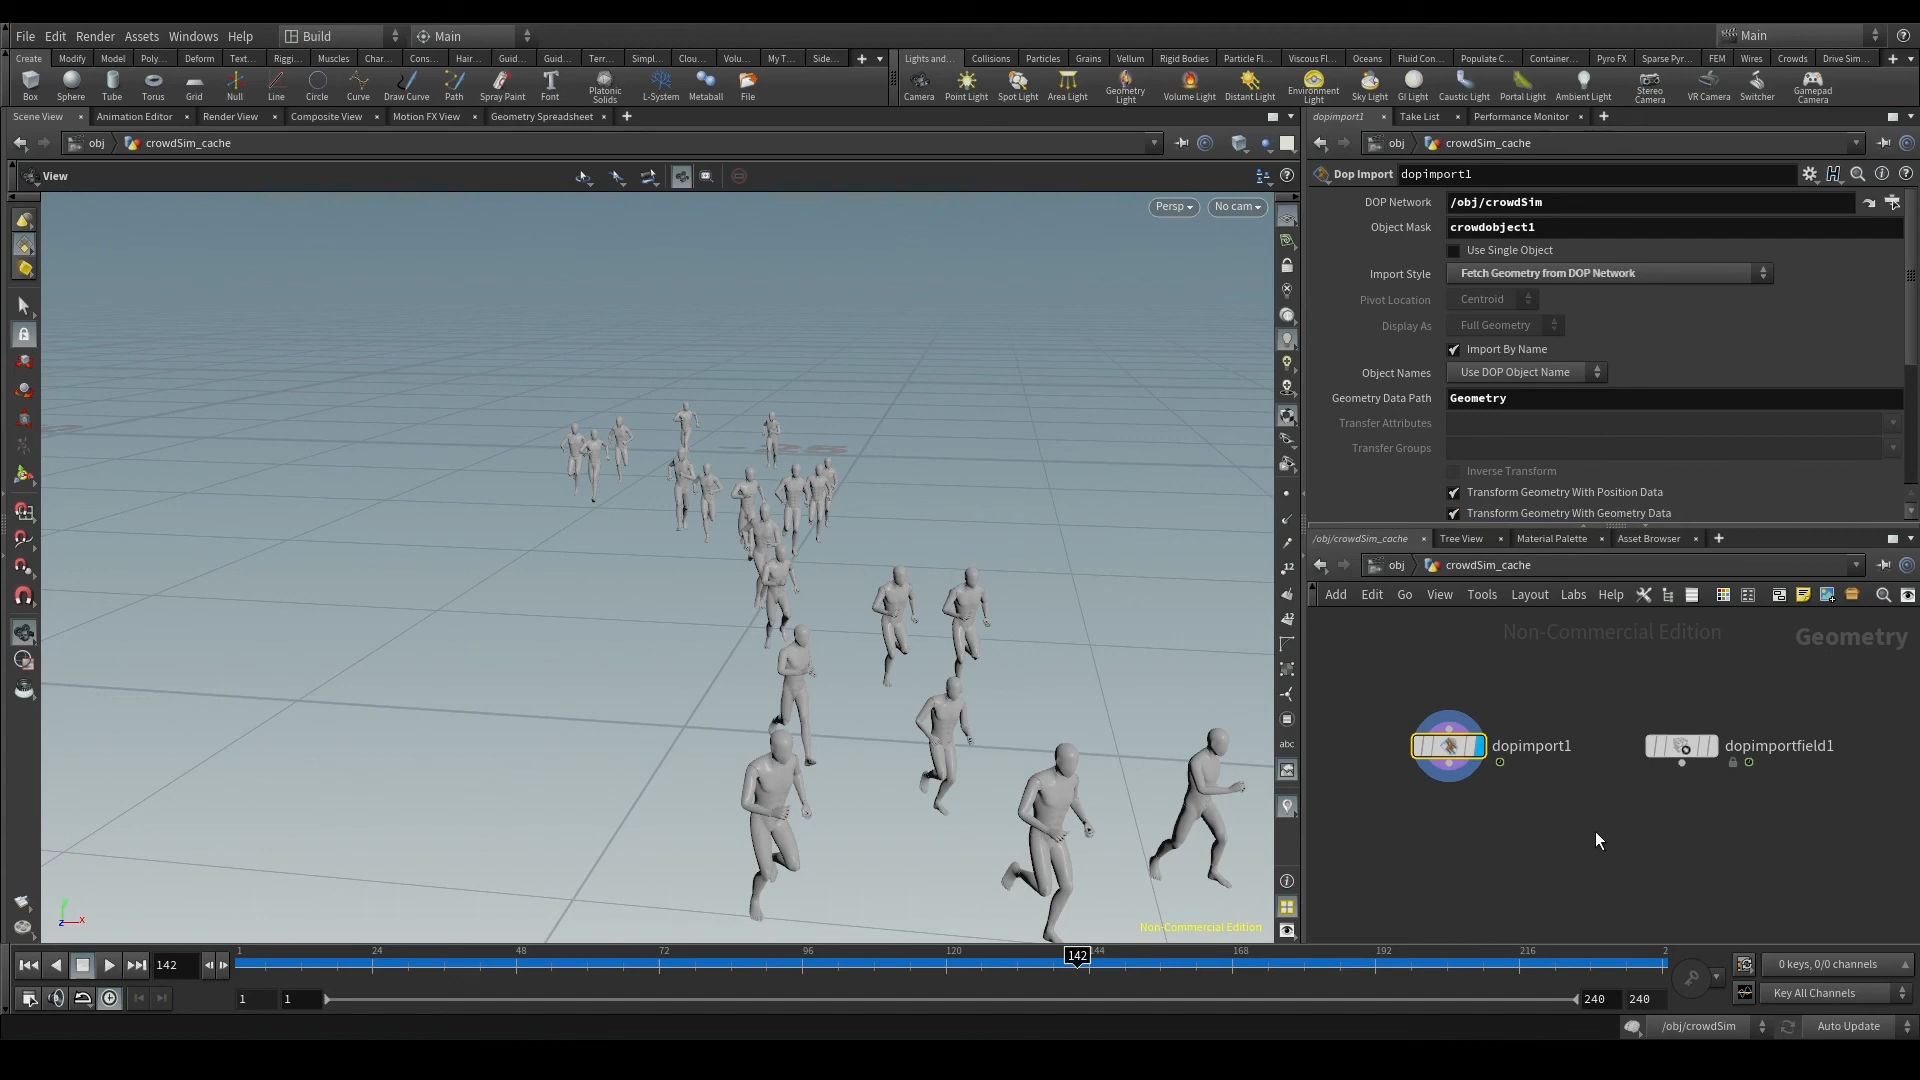 File Edit Render Assets Windows Help Build Main Main
Create Modify Model Poly... Deform Text... Riggi... Muscles Char... Cons... Hair... Guid... Guid... Terr... Simpl... Clou... Volu... My T... Side... Lights and... Collisions Particles Grains Vellum Rigid Bodies Particle Fl... Viscous Fl... Oceans Fluid Con... Populate C... Container... Pyro FX Sparse Pyr... FEM Wires Crowds Drive Sim...
Box Sphere Tube Torus Grid Null Line Circle Curve Draw Curve Path Spray Paint Font Platonic Solids L-System Metaball File Camera Point Light Spot Light Area Light Geometry Light Volume Light Distant Light Environment Light Sky Light GI Light Caustic Light Portal Light Ambient Light Stereo Camera VR Camera Switcher Gamepad Camera
Scene View Animation Editor Render View Composite View Motion FX View Geometry Spreadsheet dopimport1 Take List Performance Monitor
obj crowdSim_cache obj crowdSim_cache
View
Persp No cam
Dop Import dopimport1
DOP Network /obj/crowdSim
Object Mask crowdobject1
Use Single Object
Import Style Fetch Geometry from DOP Network
Pivot Location Centroid
Display As Full Geometry
Import By Name
Object Names Use DOP Object Name
Geometry Data Path Geometry
Transfer Attributes
Transfer Groups
Inverse Transform
Transform Geometry With Position Data
Transform Geometry With Geometry Data
/obj/crowdSim_cache Tree View Material Palette Asset Browser
obj crowdSim_cache
Add Edit Go View Tools Layout Labs Help
Non-Commercial Edition Geometry
dopimport1 dopimportfield1
12
12
abc
25
z x
Non-Commercial Edition
1 24 48 72 96 120 144 168 192 216 2
142 142 0 keys, 0/0 channels
1 1 240 240 Key All Channels
/obj/crowdSim Auto Update